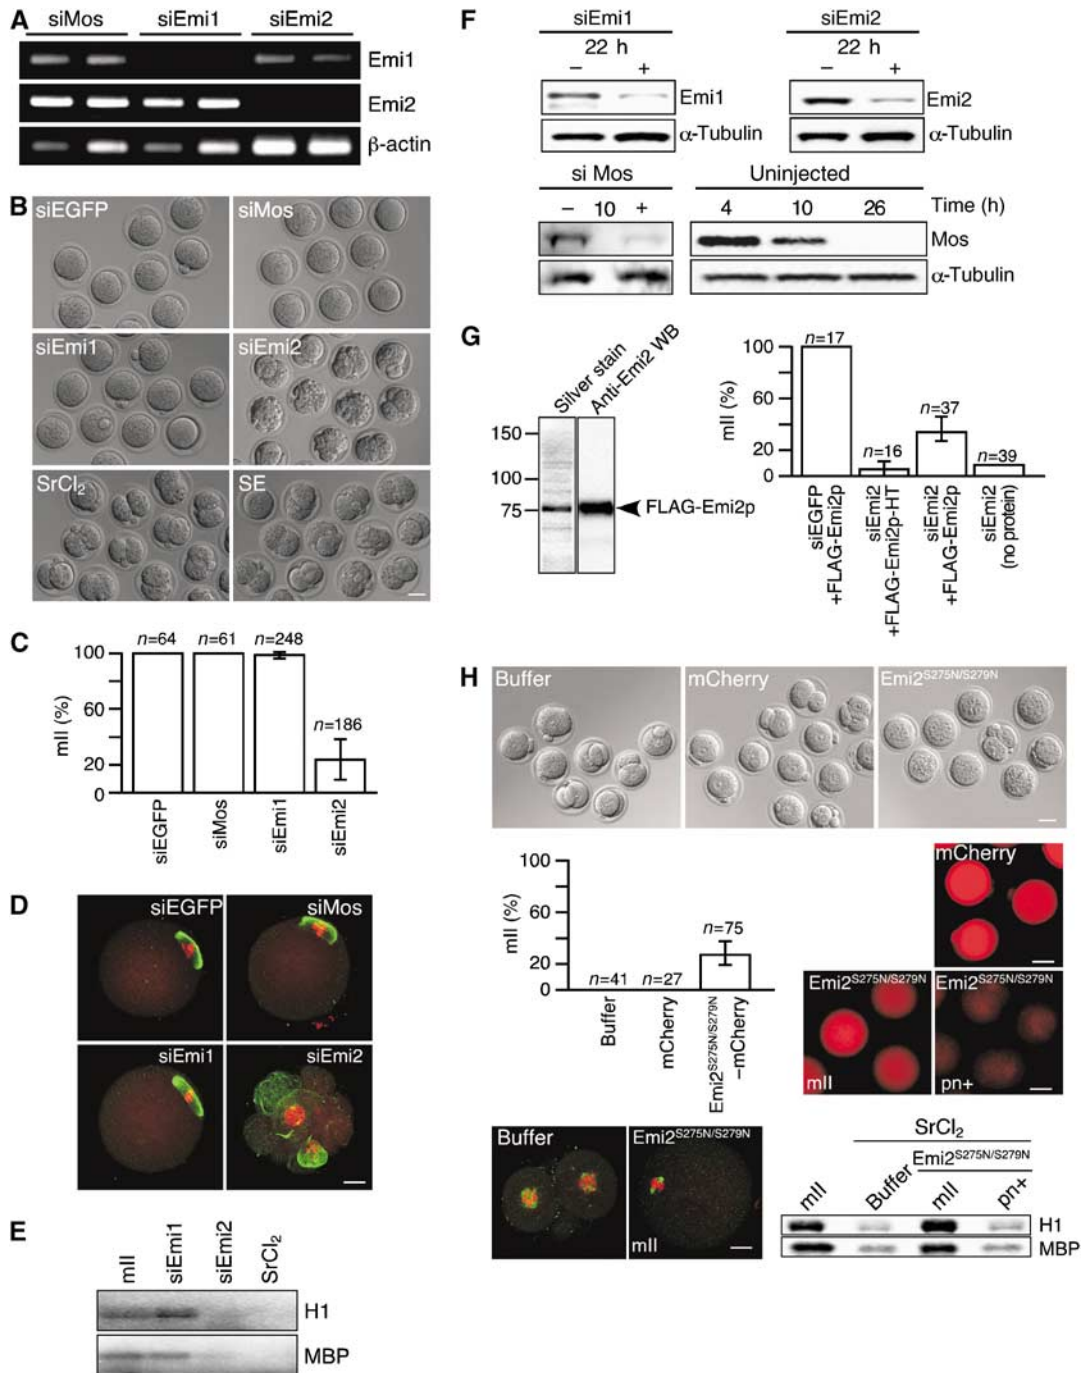 A
siMos siEmi1 siEmi2
Emi1
Emi2
β-actin
B
siEGFP
siMos
siEmi1
siEmi2
SrCl2
SE
C
n=64
n=61
n=248
n=186
mII (%)
100
60
20
0
siEGFP
siMos
siEmi1
siEmi2
D
siEGFP
siMos
siEmi1
siEmi2
E
mII
siEmi1
siEmi2
SrCl2
H1
MBP
F
siEmi1
22 h
– +
Emi1
α-Tubulin
siEmi2
22 h
– +
Emi2
α-Tubulin
si Mos
– 10 +
Uninjected
4 10 26 Time (h)
Mos
α-Tubulin
G
Silver stain
Anti-Emi2 WB
150
100
75
FLAG-Emi2p
mII (%)
100
60
20
0
n=17
n=16
n=37
n=39
siEGFP
+FLAG-Emi2p
siEmi2
+FLAG-Emi2p-HT
siEmi2
+FLAG-Emi2p
siEmi2
(no protein)
H
Buffer
mCherry
Emi2S275N/S279N
mII (%)
100
60
20
0
n=41
n=27
n=75
Buffer
mCherry
Emi2S275N/S279N
–mCherry
mCherry
Emi2S275N/S279N
mII
Emi2S275N/S279N
pn+
Buffer
Emi2S275N/S279N
mII
SrCl2
Emi2S275N/S279N
mII
Buffer
mII
pn+
H1
MBP